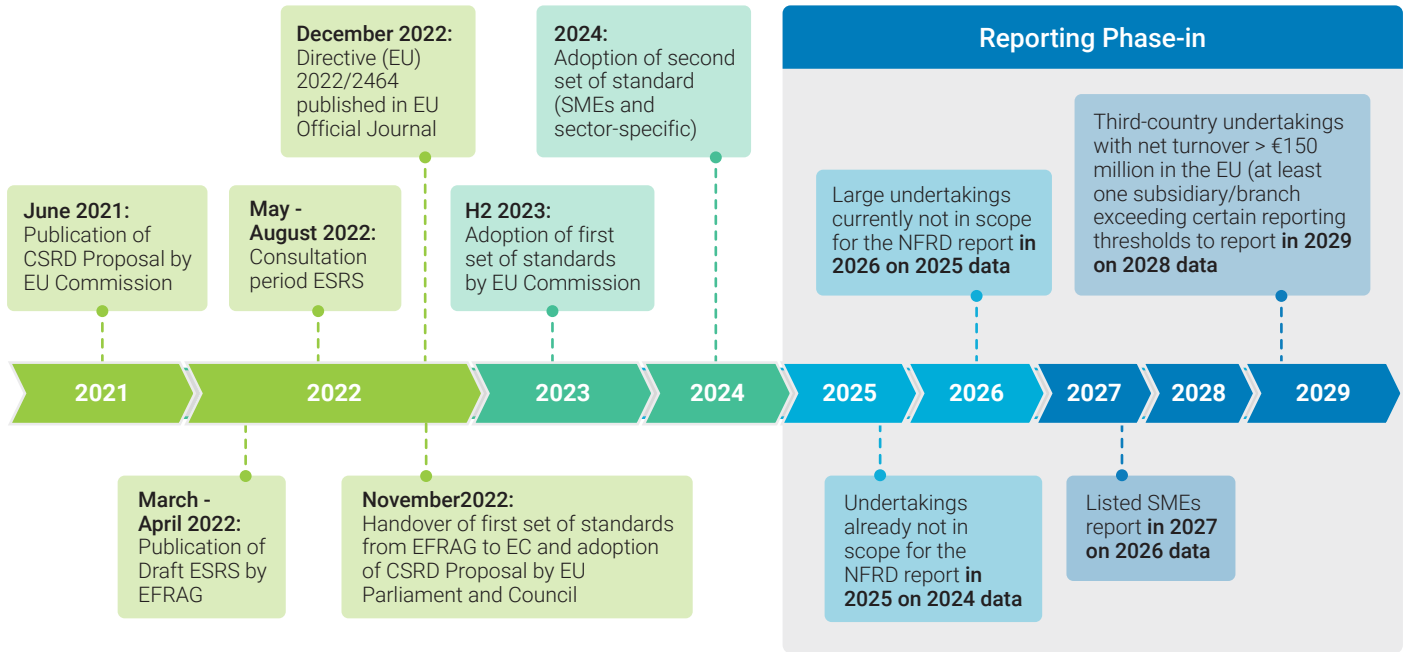 December 2022:
Directive (EU)
2022/2464
published in EU
Official Journal
2024:
Adoption of second
set of standard
(SMEs and
sector-specific)
Reporting Phase-in
June 2021:
Publication of
CSRD Proposal by
EU Commission
May -
August 2022:
Consultation
period ESRS
H2 2023:
Adoption of first
set of standards
by EU Commission
Large undertakings
currently not in scope
for the NFRD report in
2026 on 2025 data
Third-country undertakings
with net turnover > €150
million in the EU (at least
one subsidiary/branch
exceeding certain reporting
thresholds to report in 2029
on 2028 data
2021
2022
2023
2024
2025
2026
2027
2028
2029
March -
April 2022:
Publication of
Draft ESRS by
EFRAG
November2022:
Handover of first set of standards
from EFRAG to EC and adoption
of CSRD Proposal by EU
Parliament and Council
Undertakings
already not in
scope for the
NFRD report in
2025 on 2024 data
Listed SMEs
report in 2027
on 2026 data